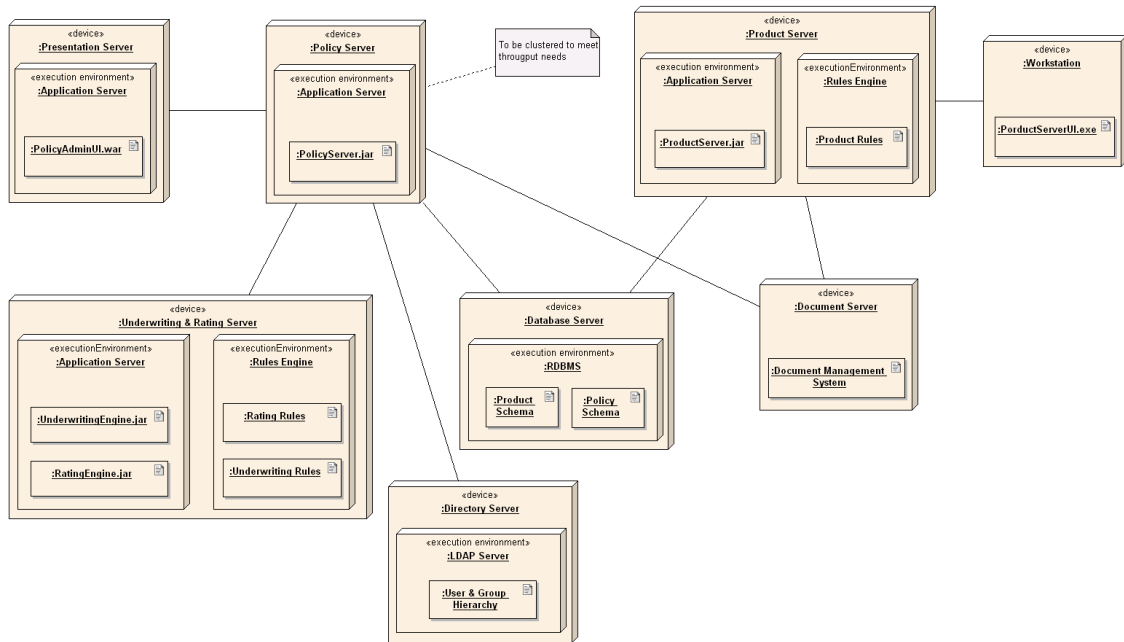 «device»
:Presentation Server
«execution environment»
:Application Server
:PolicyAdminUI.war
«device»
:Policy Server
«execution environment»
:Application Server
:PolicyServer.jar
To be clustered to meet
througput needs
«device»
:Product Server
«execution environment»
:Application Server
:ProductServer.jar
«executionEnvironment»
:Rules Engine
:Product Rules
«device»
:Workstation
:PorductServerUI.exe
«device»
:Underwriting & Rating Server
«executionEnvironment»
:Application Server
:UnderwritingEngine.jar
:RatingEngine.jar
«executionEnvironment»
:Rules Engine
:Rating Rules
:Underwriting Rules
«device»
:Database Server
«execution environment»
:RDBMS
:Product
Schema
:Policy
Schema
«device»
:Document Server
:Document Management
System
«device»
:Directory Server
«execution environment»
:LDAP Server
:User & Group
Hierarchy